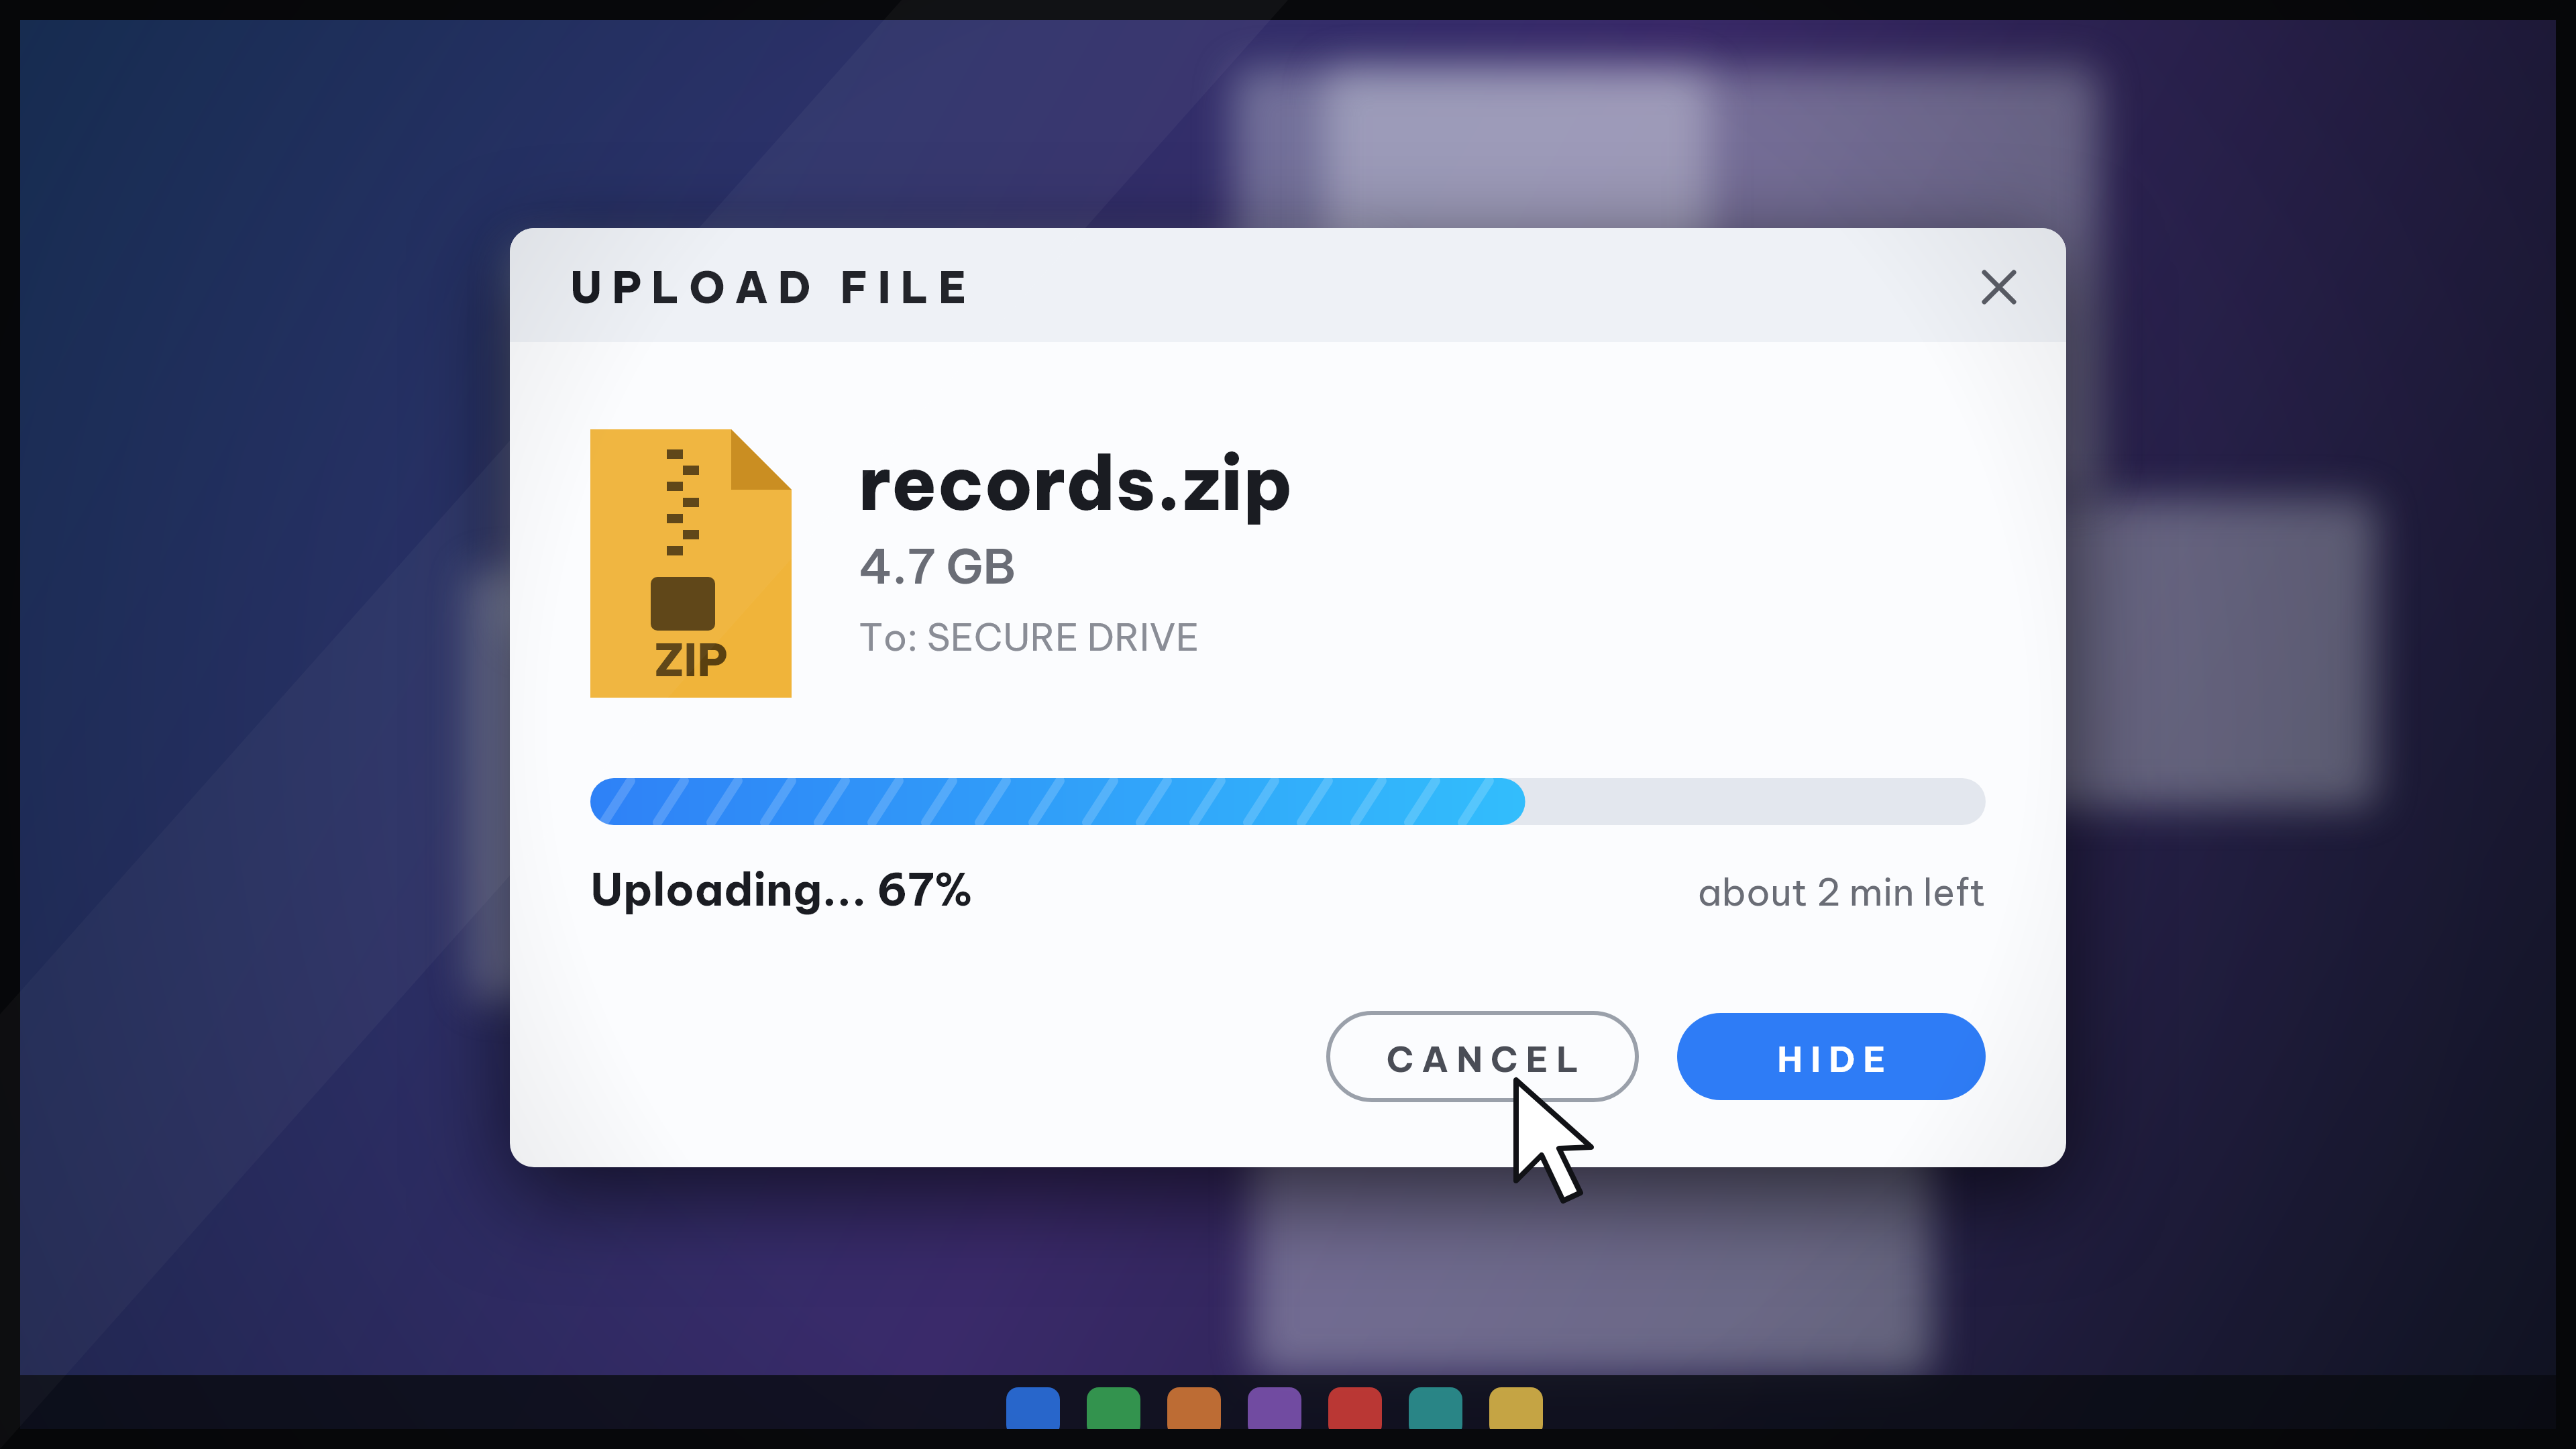 UPLOAD FILE
records.zip
4.7 GB
To: SECURE DRIVE
ZIP
Uploading... 67%
about 2 min left
CANCEL
HIDE